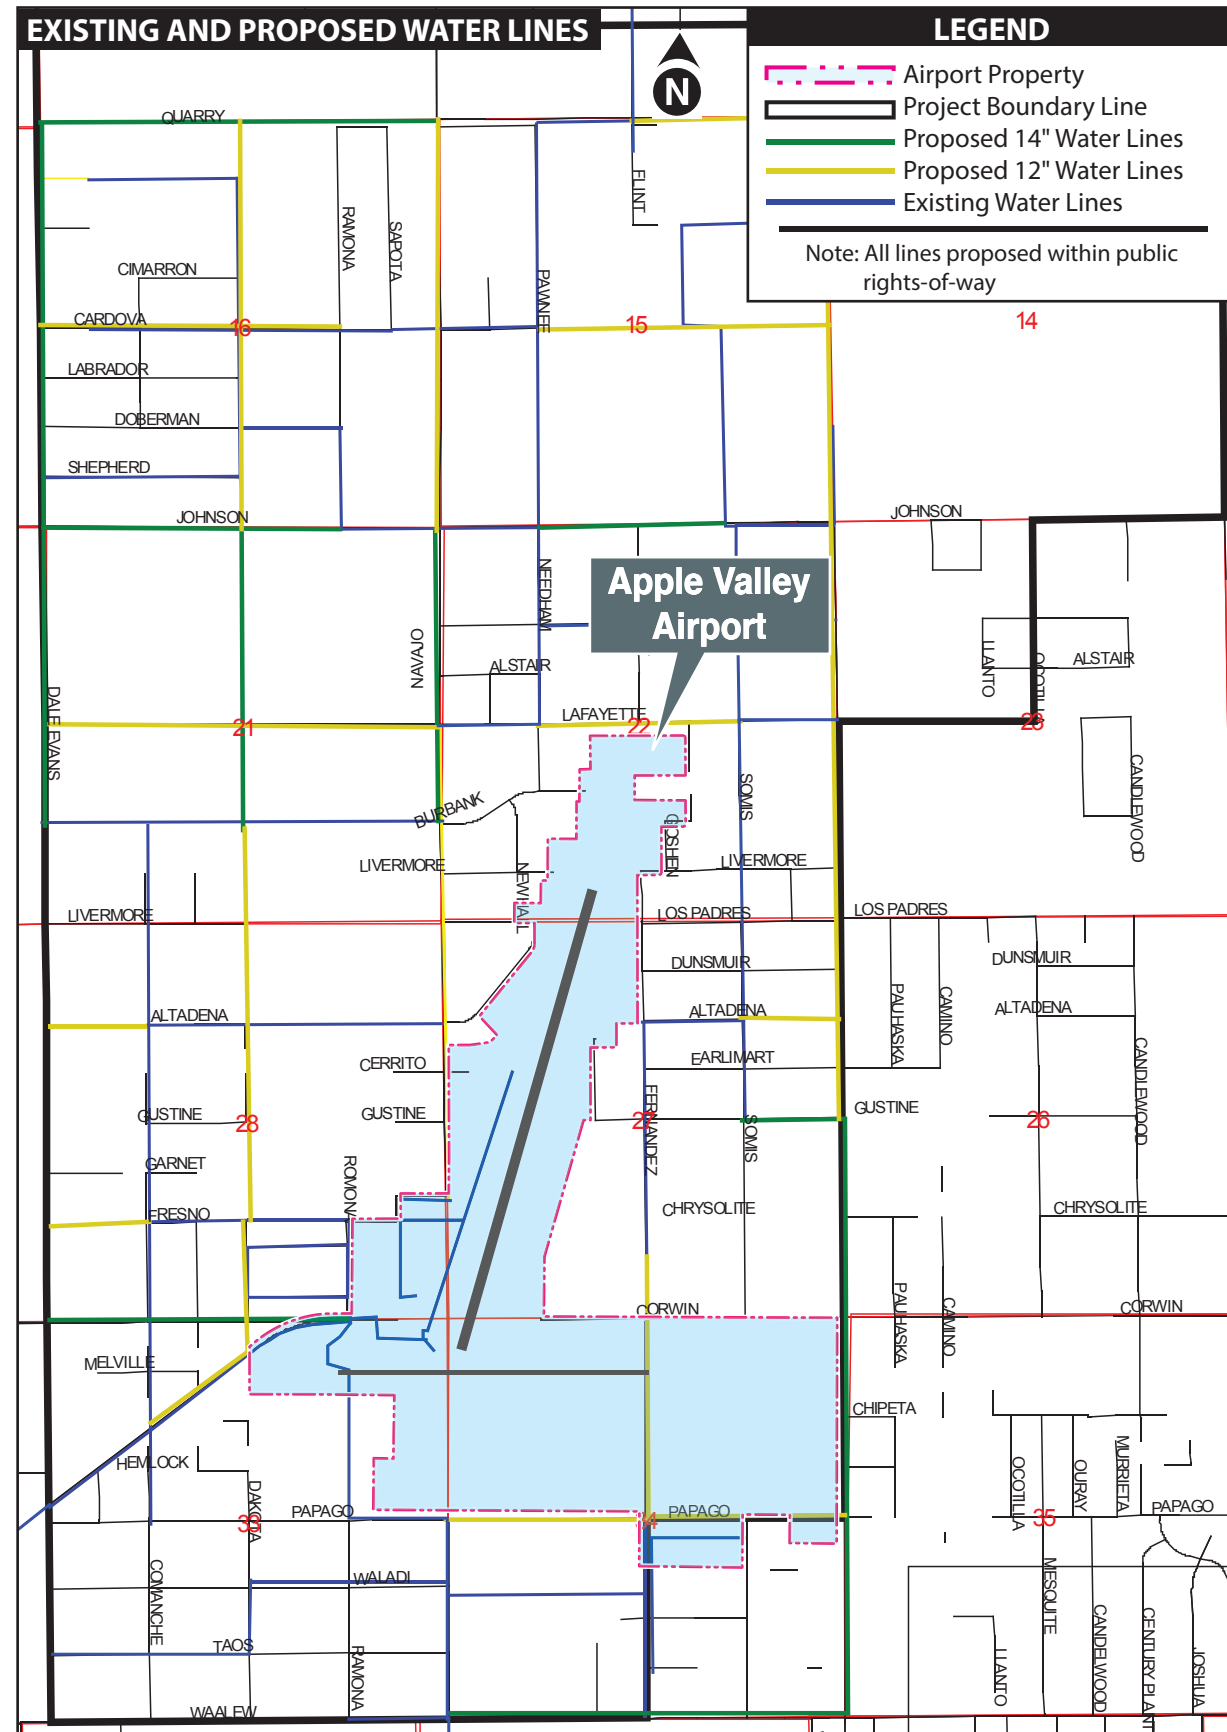 EXISTING AND PROPOSED WATER LINES
LEGEND
N
Airport Property
Project Boundary Line
Proposed 14" Water Lines
Proposed 12" Water Lines
Existing Water Lines
Note: All lines proposed within public
rights-of-way
QUARRY
FLINT
RAMONA
SAPOTA
CIMARRON
PAWNEE
CARDOVA
16
15
14
LABRADOR
DOBERMAN
SHEPHERD
JOHNSON
JOHNSON
NEEDHAM
Apple Valley
Airport
NAVAJO
ALSTAIR
LLANTO
ALSTAIR
DALE EVANS
LAFAYETTE
21
22
23
BURBANK
SOMIS
CANDLEWOOD
GOSHEN
LIVERMORE
NEWHALL
LIVERMORE
LIVERMORE
LOS PADRES
LOS PADRES
DUNSMUIR
DUNSMUIR
PAUHASKA
CAMINO
ALTADENA
ALTADENA
ALTADENA
CERRITO
EARLIMART
CANDLEWOOD
GUSTINE
GUSTINE
FERNANDEZ
SOMIS
GUSTINE
28
27
26
GARNET
FRESNO
CHRYSOLITE
CHRYSOLITE
CORWIN
PAUHASKA
CAMINO
CORWIN
MELVILLE
CHIPETA
HEMLOCK
DAKOTA
OCOTILLA
OURAY
MURRIETA
PAPAGO
PAPAGO
PAPAGO
33
35
COMANCHE
WALADI
MESQUITE
TAOS
RAMONA
LLANTO
CANDELWOOD
CENTURY PLANT
JOSHUA
WAALEW